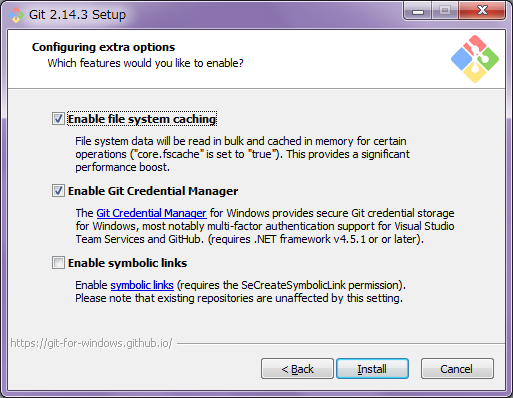 Git 2.14.3 Setup
Configuring extra options
Which features would you like to enable?
Enable file system caching
File system data will be read in bulk and cached in memory for certain
operations ("core.fscache" is set to "true"). This provides a significant
performance boost.
Enable Git Credential Manager
The Git Credential Manager for Windows provides secure Git credential storage
for Windows, most notably multi-factor authentication support for Visual Studio
Team Services and GitHub. (requires .NET framework v4.5.1 or or later).
Enable symbolic links
Enable symbolic links (requires the SeCreateSymbolicLink permission).
Please note that existing repositories are unaffected by this setting.
https://git-for-windows.github.io/
< Back
Install
Cancel